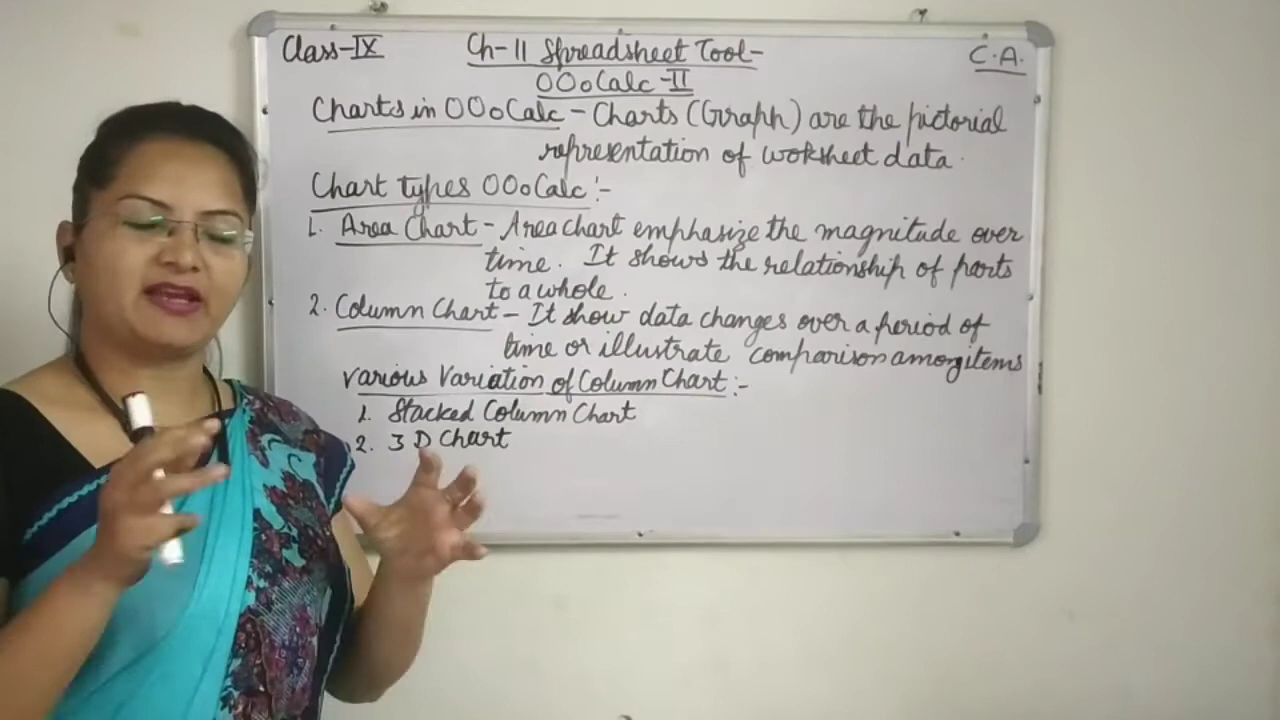 Class-IX
Ch-11 Spreadsheet Tool-
C.A.
OOoCalc-II
Charts in OOoCalc - Charts (Graph) are the pictorial
representation of woksheet data.
Chart types OOoCalc:-
1. Area Chart - Area chart emphasize the magnitude over
time. It shows the relationship of parts
to a whole.
2. Column Chart - It show data changes over a period of
time or illustrate comparison among items
Various Variation of Column Chart:-
1. Stacked Column Chart
2. 3 D Chart